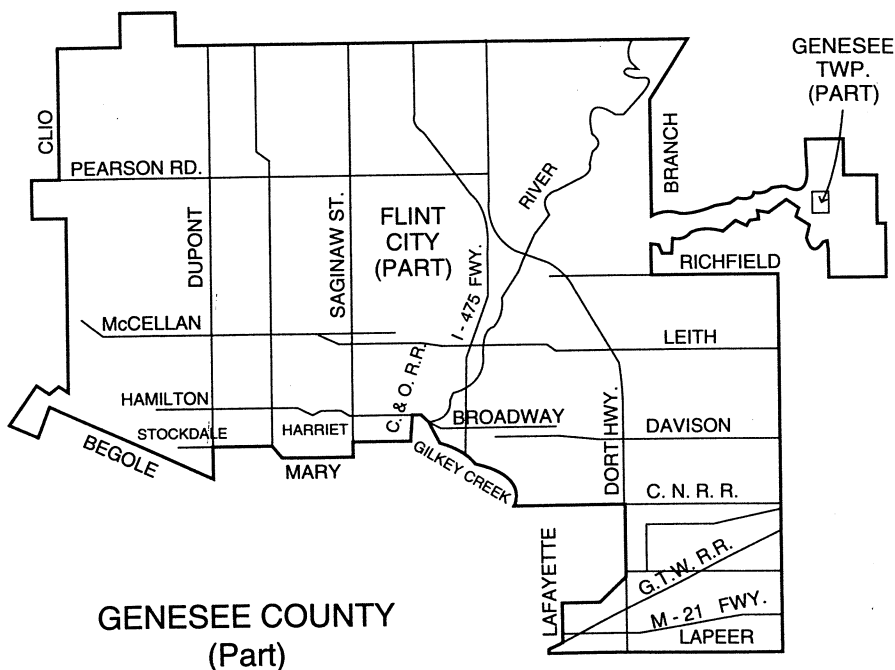 GENESEE
TWP.
(PART)
CLIO
BRANCH
PEARSON RD.
RIVER
DUPONT
SAGINAW ST.
FLINT
CITY
(PART)
I - 475 FWY.
RICHFIELD
McCELLAN
LEITH
C. & O. R.R.
HAMILTON
BROADWAY
DORT HWY.
DAVISON
STOCKDALE
HARRIET
BEGOLE
MARY
GILKEY CREEK
C. N. R. R.
LAFAYETTE
G.T.W. R.R.
M - 21 FWY.
LAPEER
GENESEE COUNTY
(Part)